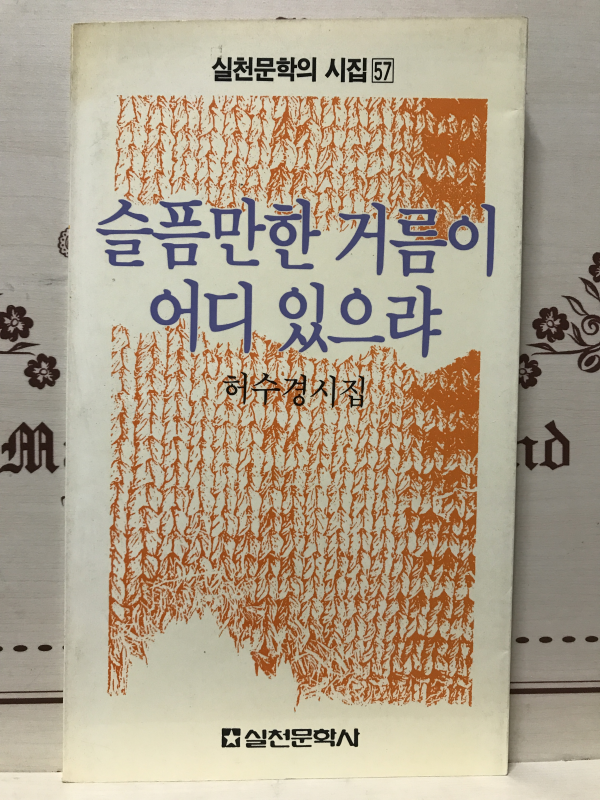 실천문학의 시집 57
슬픔만한 거름이
어디 있으랴
허수경시집
실천문학사